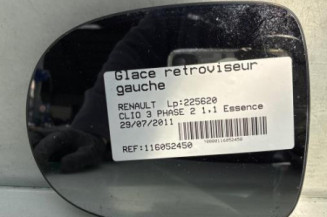 Glace retroviseur
gauche
RENAULT Lp:225620
CLIO 3 PHASE 2 1.1 Essence
29/07/2011
REF:116052450